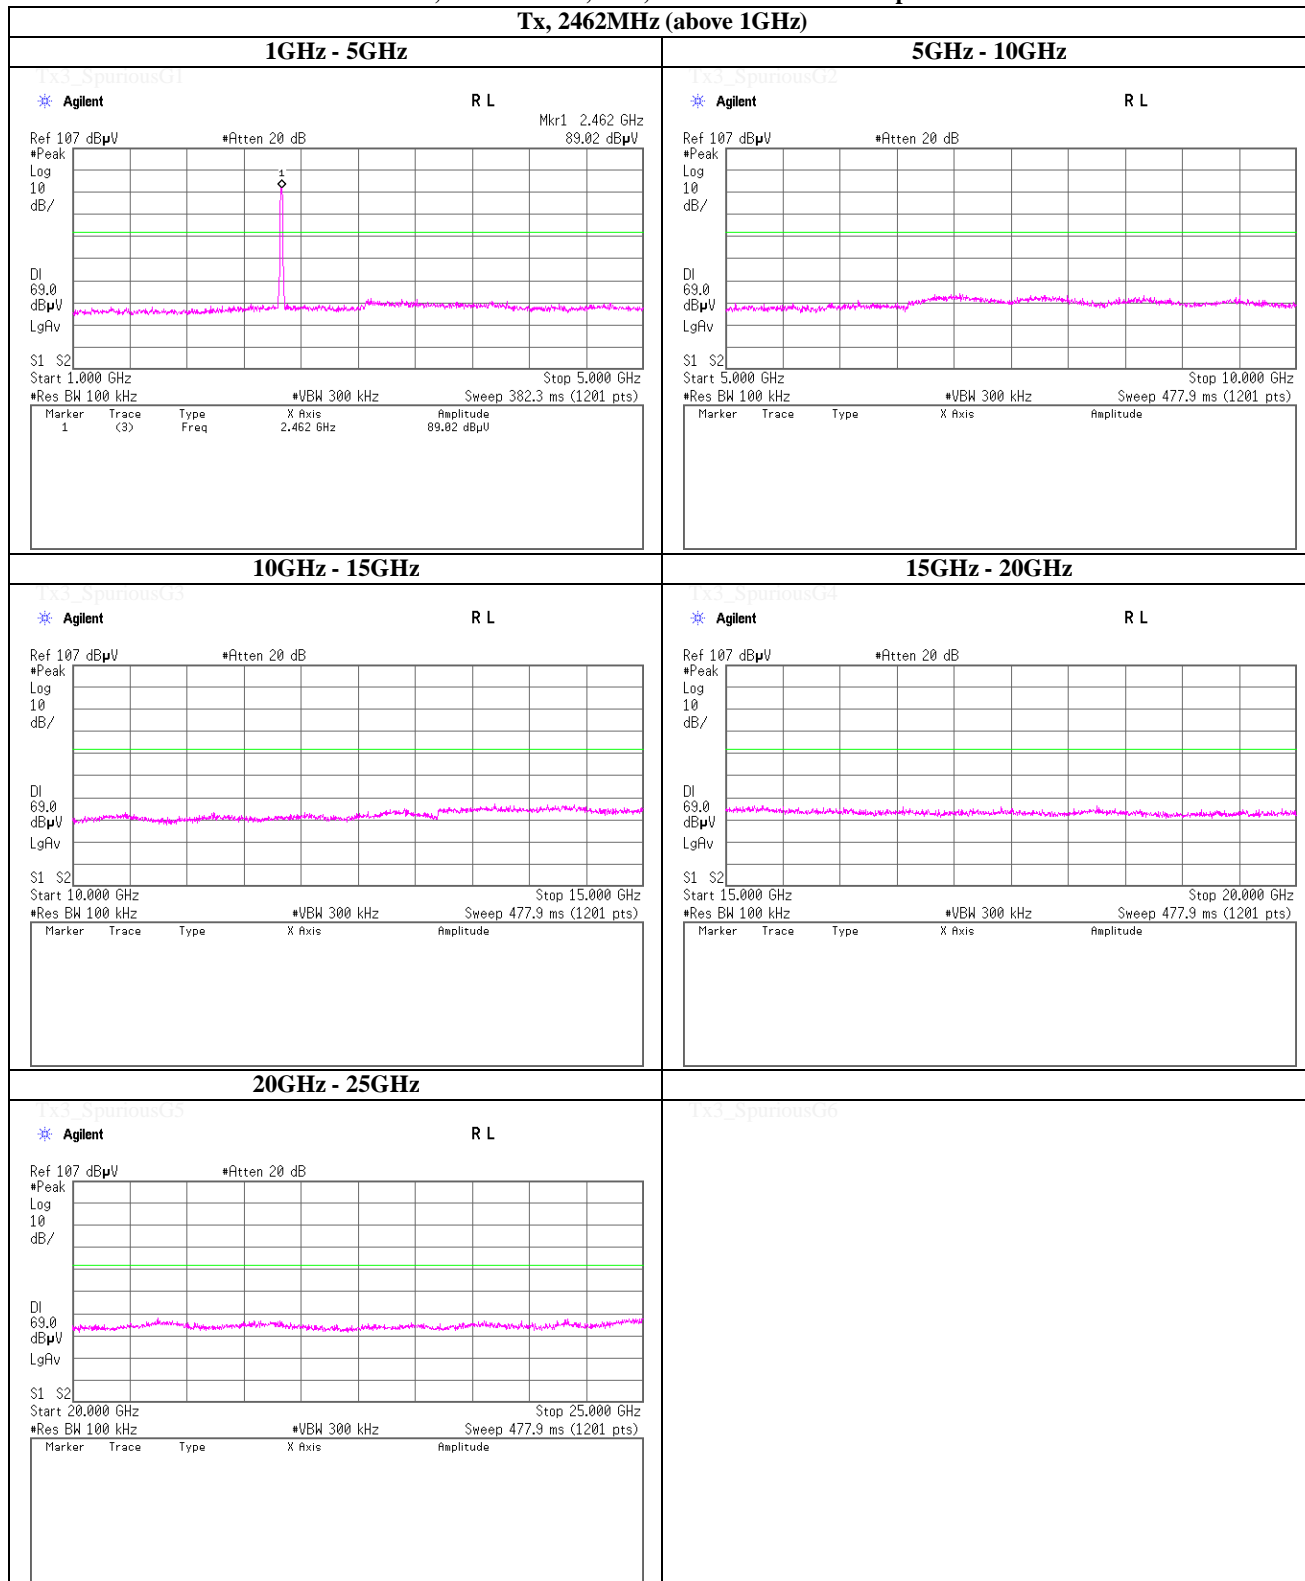 Tx, 2462MHz (above 1GHz)
1GHz - 5GHz
5GHz - 10GHz
Tx3_SpuriousG1
Agilent
R L
Mkr1 2.462 GHz
Ref 107 dBµV
#Atten 20 dB
89.02 dBµV
#Peak
Log
10
dB/
1
DI
69.0
dBµV
LgAv
S1 S2
Start 1.000 GHz
Stop 5.000 GHz
#Res BW 100 kHz
#VBW 300 kHz
Sweep 382.3 ms (1201 pts)
Marker Trace Type X Axis Amplitude
1 (3) Freq 2.462 GHz 89.02 dBµV
Tx3_SpuriousG2
Agilent
R L
Ref 107 dBµV
#Atten 20 dB
#Peak
Log
10
dB/
DI
69.0
dBµV
LgAv
S1 S2
Start 5.000 GHz
Stop 10.000 GHz
#Res BW 100 kHz
#VBW 300 kHz
Sweep 477.9 ms (1201 pts)
Marker Trace Type X Axis Amplitude
10GHz - 15GHz
15GHz - 20GHz
Tx3_SpuriousG3
Agilent
R L
Ref 107 dBµV
#Atten 20 dB
#Peak
Log
10
dB/
DI
69.0
dBµV
LgAv
S1 S2
Start 10.000 GHz
Stop 15.000 GHz
#Res BW 100 kHz
#VBW 300 kHz
Sweep 477.9 ms (1201 pts)
Marker Trace Type X Axis Amplitude
Tx3_SpuriousG4
Agilent
R L
Ref 107 dBµV
#Atten 20 dB
#Peak
Log
10
dB/
DI
69.0
dBµV
LgAv
S1 S2
Start 15.000 GHz
Stop 20.000 GHz
#Res BW 100 kHz
#VBW 300 kHz
Sweep 477.9 ms (1201 pts)
Marker Trace Type X Axis Amplitude
20GHz - 25GHz
Tx3_SpuriousG5
Agilent
R L
Ref 107 dBµV
#Atten 20 dB
#Peak
Log
10
dB/
DI
69.0
dBµV
LgAv
S1 S2
Start 20.000 GHz
Stop 25.000 GHz
#Res BW 100 kHz
#VBW 300 kHz
Sweep 477.9 ms (1201 pts)
Marker Trace Type X Axis Amplitude
Tx3_SpuriousG6